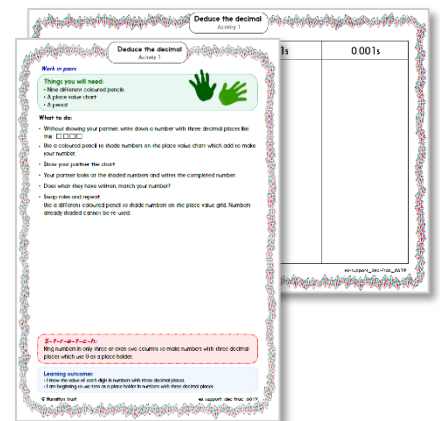 Deduce the decimal
Activity 1
1s
0.001s
Deduce the decimal
Activity 1
Work in pairs
Things you will need:
• Nine different coloured pencils
• A place value chart
• A pencil
What to do:
• Without showing your partner, write down a number with three decimal places like
this: □.□□□
• Use a coloured pencil to shade numbers on the place value chart which add to make
your number.
• Show your partner the chart.
• Your partner looks at the shaded numbers and writes the completed number.
• Does what they have written, match your number?
• Swap roles and repeat.
Use a different coloured pencil to shade numbers on the place value grid. Numbers
already shaded cannot be re used.
S-t-r-e-t-c-h:
Ring numbers in only three or even two columns to make numbers with three decimal
places which use 0 as a place holder.
Learning outcomes:
• I know the value of each digit in numbers with three decimal places.
• I am beginning to use zero as a place holder in numbers with three decimal places.
© Hamilton Trust
ex-support_dec-frac_6619
ex-support_dec-frac_6619